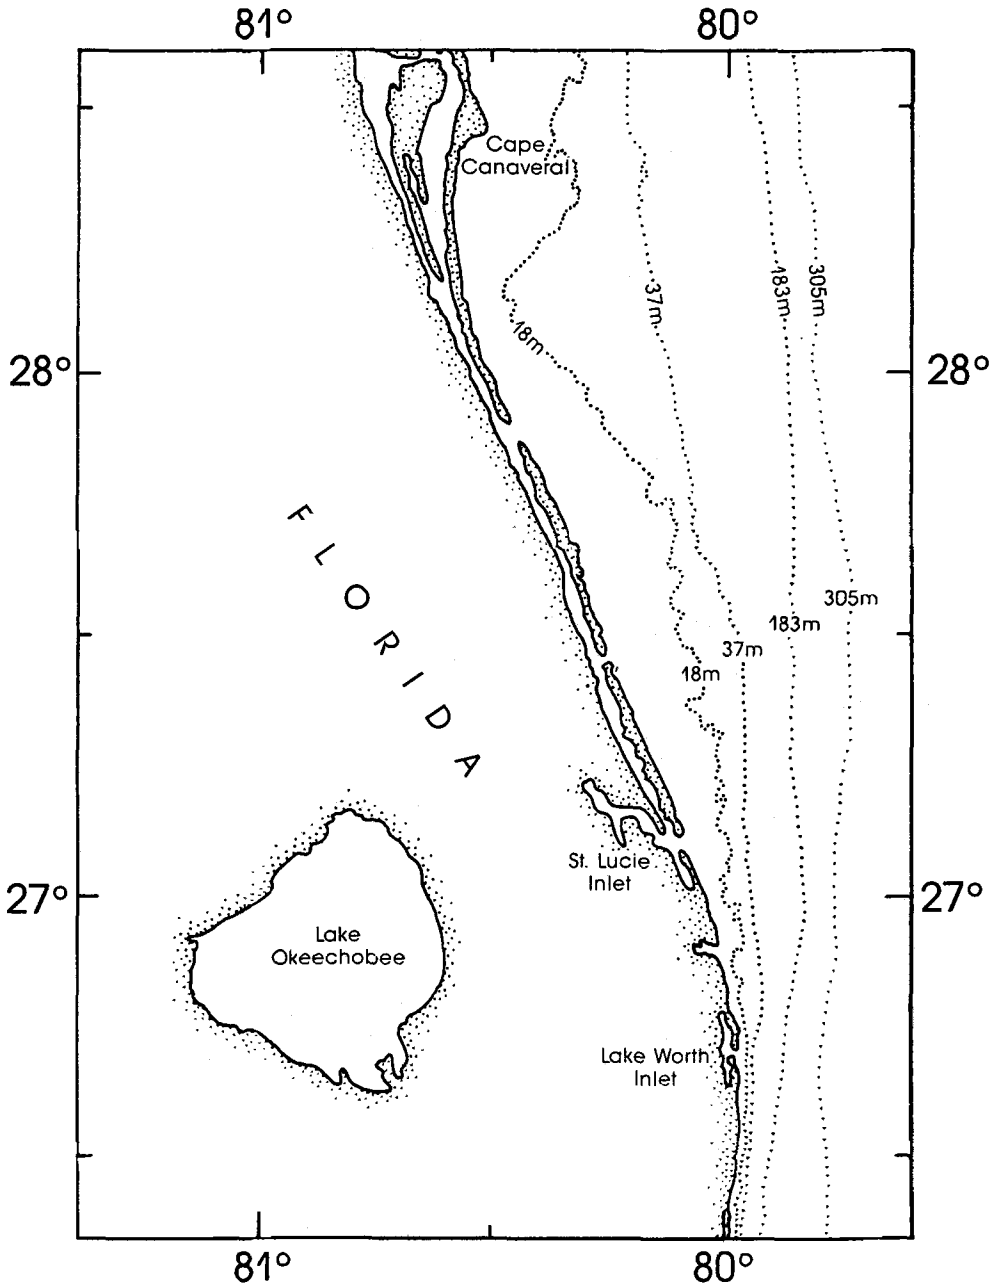 81° 80°
Cape
Canaveral
37m 183m 305m
18m
28° 28°
FLORIDA
305m
183m
37m
18m
St. Lucie
Inlet
27° 27°
Lake
Okeechobee
Lake Worth
Inlet
81° 80°